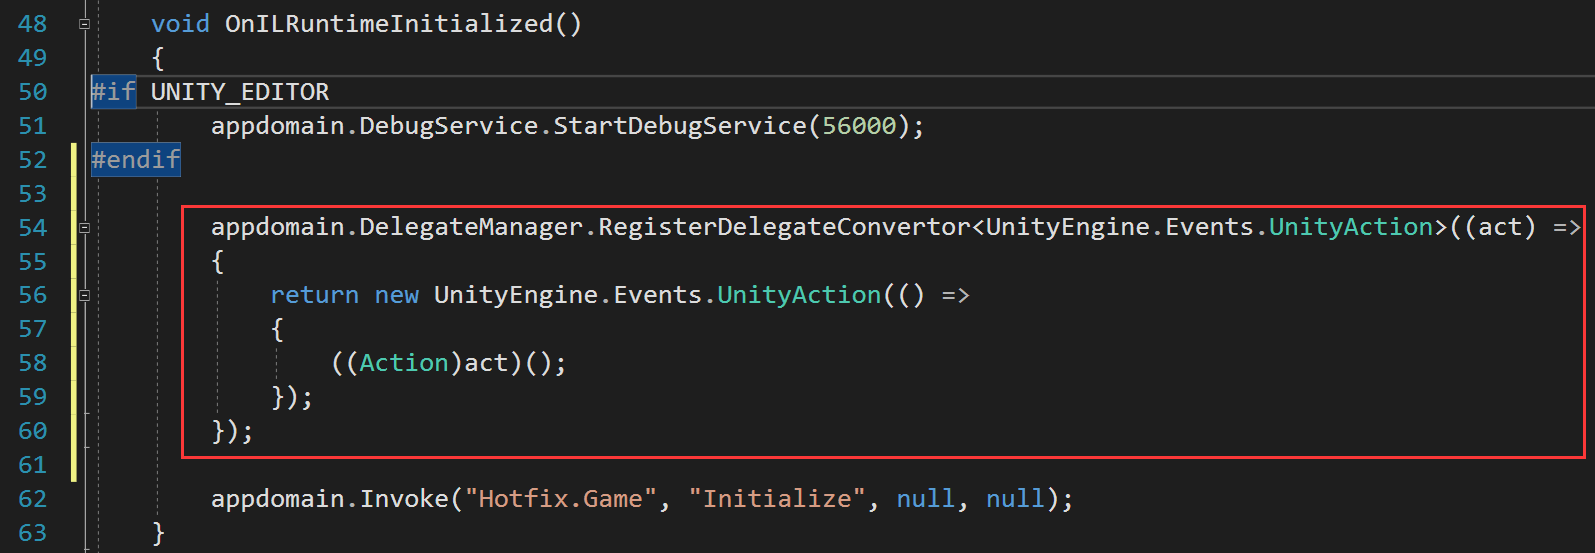 48 void OnILRuntimeInitialized()
49 {
50 #if UNITY_EDITOR
51 appdomain.DebugService.StartDebugService(56000);
52 #endif
53
54 appdomain.DelegateManager.RegisterDelegateConvertor<UnityEngine.Events.UnityAction>((act) =>
55 {
56 return new UnityEngine.Events.UnityAction(() =>
57 {
58 ((Action)act)();
59 });
60 });
61
62 appdomain.Invoke("Hotfix.Game", "Initialize", null, null);
63 }